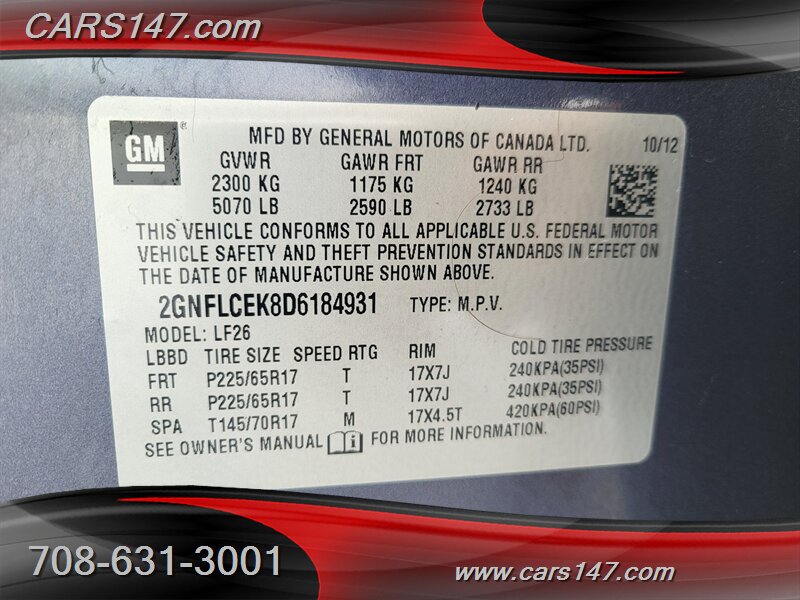 CARS147.com
GM
MFD BY GENERAL MOTORS OF CANADA LTD. 10/12
GVWR GAWR FRT GAWR RR
2300 KG 1175 KG 1240 KG
5070 LB 2590 LB 2733 LB
THIS VEHICLE CONFORMS TO ALL APPLICABLE U.S. FEDERAL MOTOR
VEHICLE SAFETY AND THEFT PREVENTION STANDARDS IN EFFECT ON
THE DATE OF MANUFACTURE SHOWN ABOVE.
2GNFLCEK8D6184931 TYPE: M.P.V.
MODEL: LF26
LBBD TIRE SIZE SPEED RTG RIM COLD TIRE PRESSURE
FRT P225/65R17 T 17X7J 240KPA(35PSI)
RR P225/65R17 T 17X7J 240KPA(35PSI)
SPA T145/70R17 M 17X4.5T 420KPA(60PSI)
SEE OWNER'S MANUAL FOR MORE INFORMATION.
708-631-3001
www.cars147.com